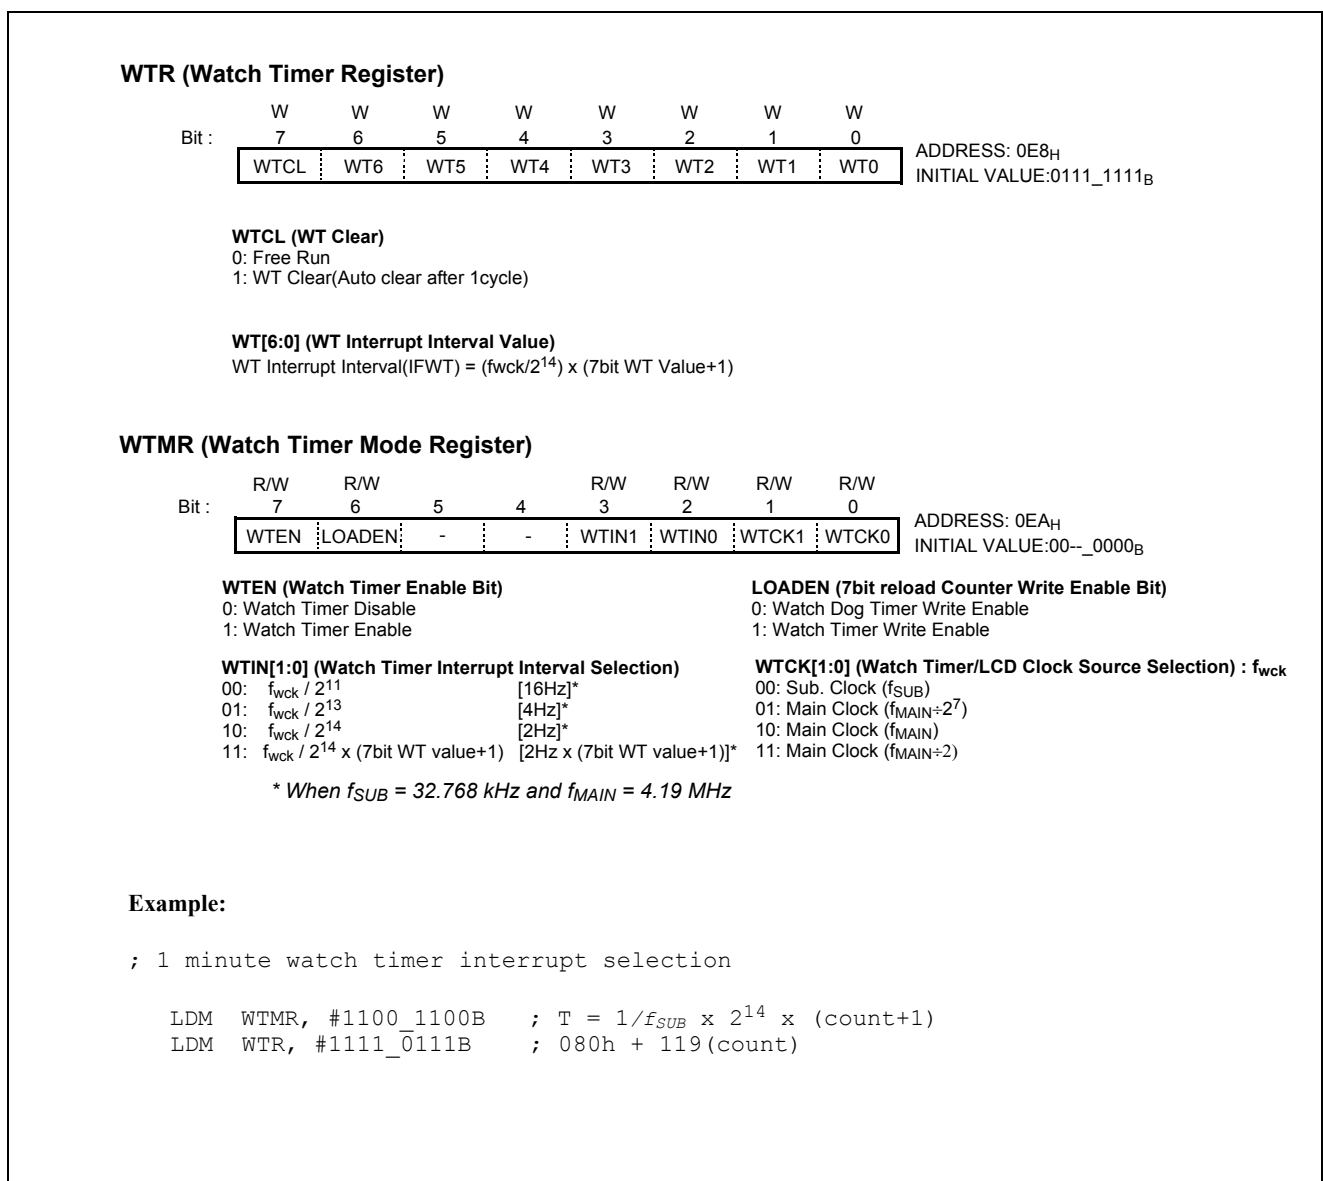 WTR (Watch Timer Register)
W W W W W W W W
Bit : 7 6 5 4 3 2 1 0
WTCL WT6 WT5 WT4 WT3 WT2 WT1 WT0
ADDRESS: 0E8H
INITIAL VALUE:0111_1111B
WTCL (WT Clear)
0: Free Run
1: WT Clear(Auto clear after 1cycle)
WT[6:0] (WT Interrupt Interval Value)
WT Interrupt Interval(IFWT) = (fwck/2^14) x (7bit WT Value+1)
WTMR (Watch Timer Mode Register)
R/W R/W R/W R/W R/W R/W
Bit : 7 6 5 4 3 2 1 0
WTEN LOADEN - - WTIN1 WTIN0 WTCK1 WTCK0
ADDRESS: 0EAH
INITIAL VALUE:00--_0000B
WTEN (Watch Timer Enable Bit)
0: Watch Timer Disable
1: Watch Timer Enable
LOADEN (7bit reload Counter Write Enable Bit)
0: Watch Dog Timer Write Enable
1: Watch Timer Write Enable
WTIN[1:0] (Watch Timer Interrupt Interval Selection)
00: fwck / 2^11 [16Hz]*
01: fwck / 2^13 [4Hz]*
10: fwck / 2^14 [2Hz]*
11: fwck / 2^14 x (7bit WT value+1) [2Hz x (7bit WT value+1)]*
WTCK[1:0] (Watch Timer/LCD Clock Source Selection) : fwck
00: Sub. Clock (fSUB)
01: Main Clock (fMAIN÷2^7)
10: Main Clock (fMAIN)
11: Main Clock (fMAIN÷2)
* When fSUB = 32.768 kHz and fMAIN = 4.19 MHz
Example:
; 1 minute watch timer interrupt selection
LDM WTMR, #1100_1100B ; T = 1/fSUB x 2^14 x (count+1)
LDM WTR, #1111_0111B ; 080h + 119(count)